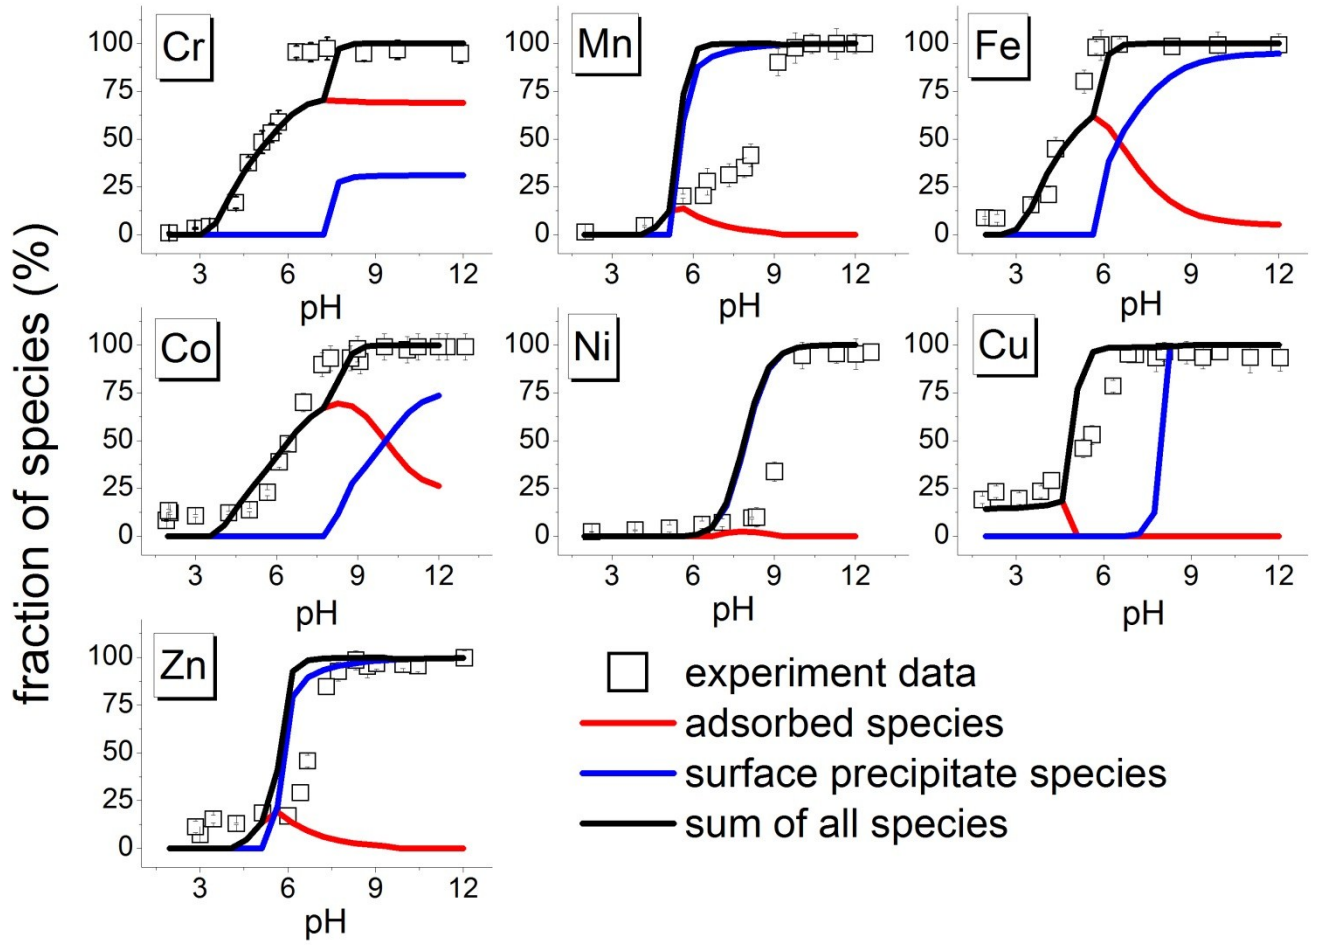 fraction of species (%)
Cr
100
75
50
25
0
3 6 9 12
pH
Mn
100
75
50
25
0
3 6 9 12
pH
Fe
100
75
50
25
0
3 6 9 12
pH
Co
100
75
50
25
0
3 6 9 12
pH
Ni
100
75
50
25
0
3 6 9 12
pH
Cu
100
75
50
25
0
3 6 9 12
pH
Zn
100
75
50
25
0
3 6 9 12
pH
experiment data
adsorbed species
surface precipitate species
sum of all species